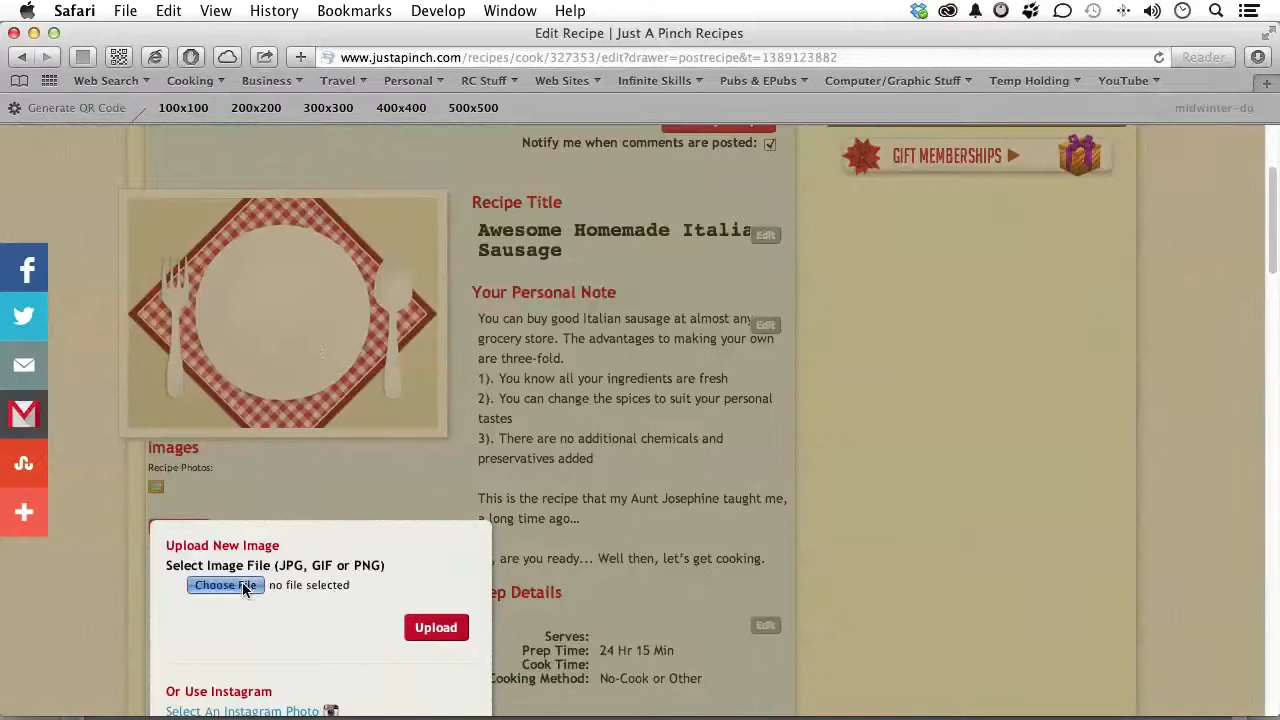 Safari File Edit View History Bookmarks Develop Window Help
Edit Recipe | Just A Pinch Recipes
www.justapinch.com/recipes/cook/327353/edit?drawer=postrecipe&t=1389123882 Reader
Web Search Cooking Business Travel Personal RC Stuff Web Sites Infinite Skills Pubs & EPubs Computer/Graphic Stuff Temp Holding YouTube
Generate QR Code 100x100 200x200 300x300 400x400 500x500 midwinter-dg
Notify me when comments are posted:
GIFT MEMBERSHIPS
Recipe Title
Awesome Homemade Italia
Sausage
Edit
Your Personal Note
You can buy good Italian sausage at almost any
grocery store. The advantages to making your own
are three-fold.
Edit
1). You know all your ingredients are fresh
2). You can change the spices to suit your personal
tastes
3). There are no additional chemicals and
preservatives added
This is the recipe that my Aunt Josephine taught me,
a long time ago…
, are you ready... Well then, let's get cooking.
Images
Recipe Photos:
Upload New Image
Select Image File (JPG, GIF or PNG)
Choose File no file selected
Upload
Or Use Instagram
Select An Instagram Photo
ep Details
Edit
Serves:
Prep Time: 24 Hr 15 Min
Cook Time:
Cooking Method: No-Cook or Other